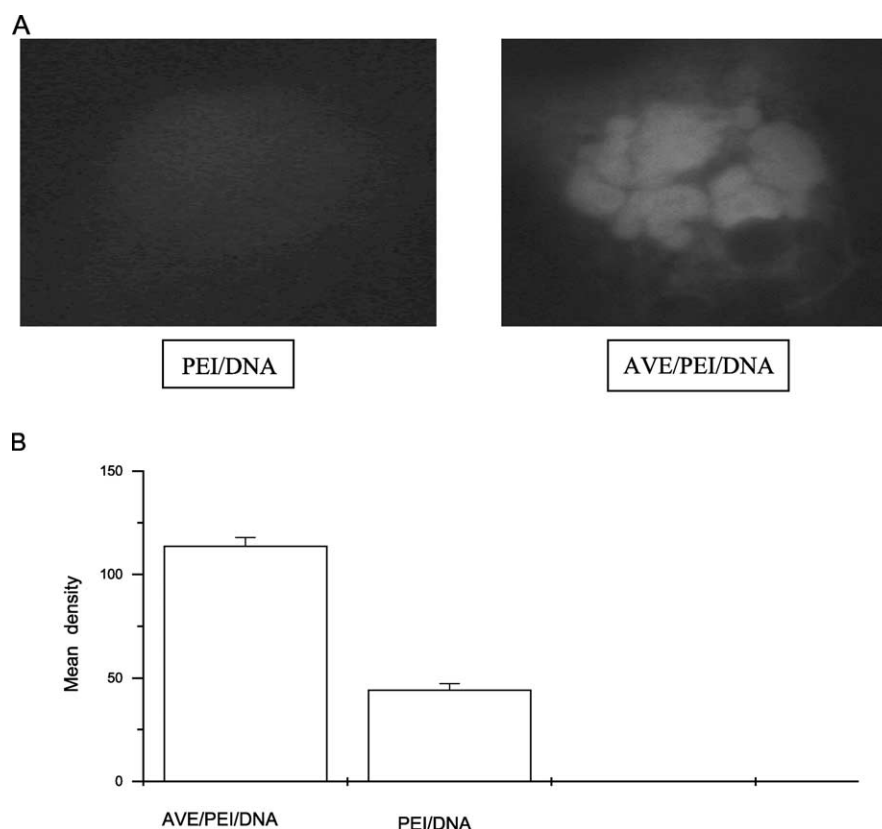 A
PEI/DNA
AVE/PEI/DNA
B
150
100
50
0
Mean density
AVE/PEI/DNA
PEI/DNA